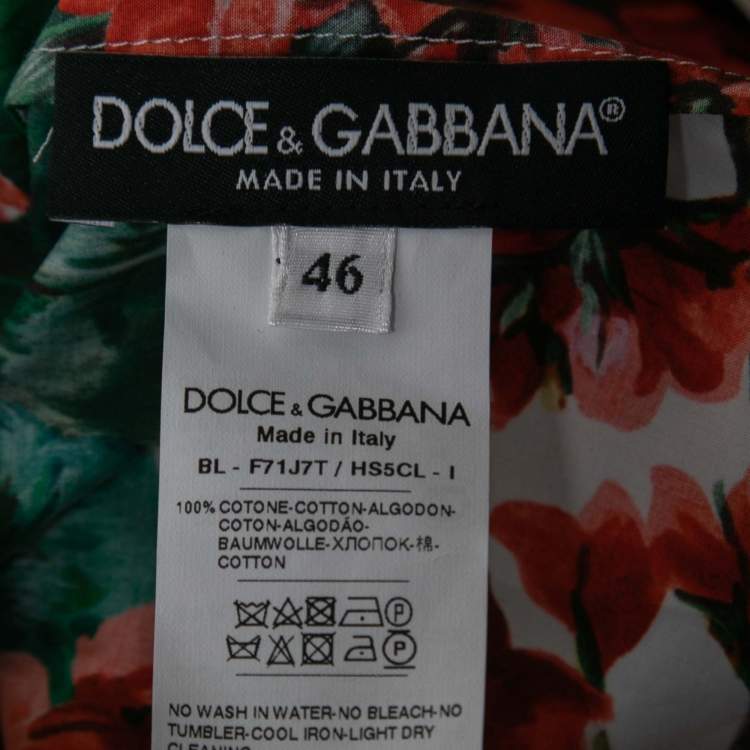 DOLCE & GABBANA®
MADE IN ITALY
46
DOLCE & GABBANA
Made in Italy
BL - F71J7T / HS5CL - I
100% COTONE-COTTON-ALGODON-
COTON-ALGODÃO-
BAUMWOLLE-ХЛОПОК-棉-
COTTON
P
P
NO WASH IN WATER-NO BLEACH-NO
TUMBLER-COOL IRON-LIGHT DRY
CLEANING